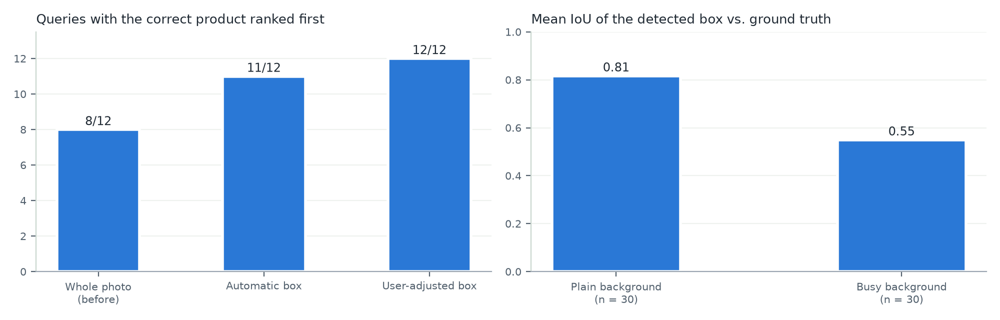 Queries with the correct product ranked first
12
10
8
6
4
2
0
8/12
11/12
12/12
Whole photo
(before)
Automatic box
User-adjusted box
Mean IoU of the detected box vs. ground truth
1.0
0.8
0.6
0.4
0.2
0.0
0.81
0.55
Plain background
(n = 30)
Busy background
(n = 30)